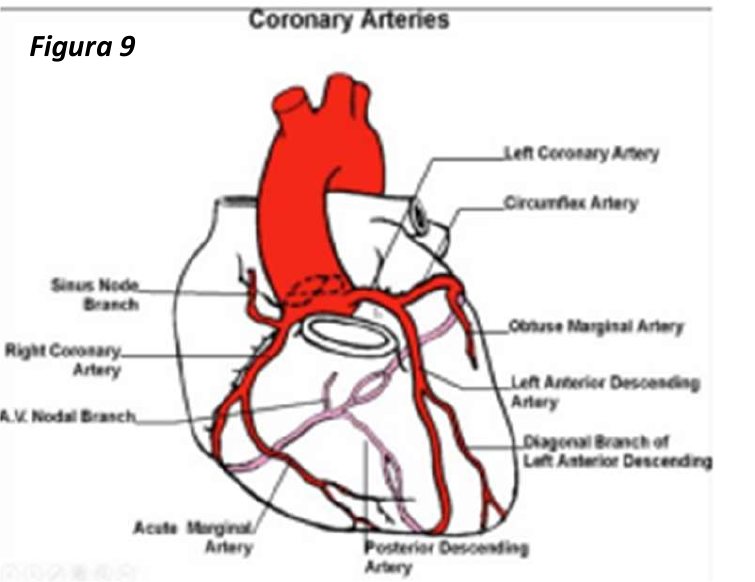 Coronary Arteries
Figura 9
Left Coronary Artery
Circumflex Artery
Sinus Node
Branch
Obtuse Marginal Artery
Right Coronary
Artery
Left Anterior Descending
Artery
A.V. Nodal Branch
Diagonal Branch of
Left Anterior Descending
Acute Marginal
Artery
Posterior Descending
Artery